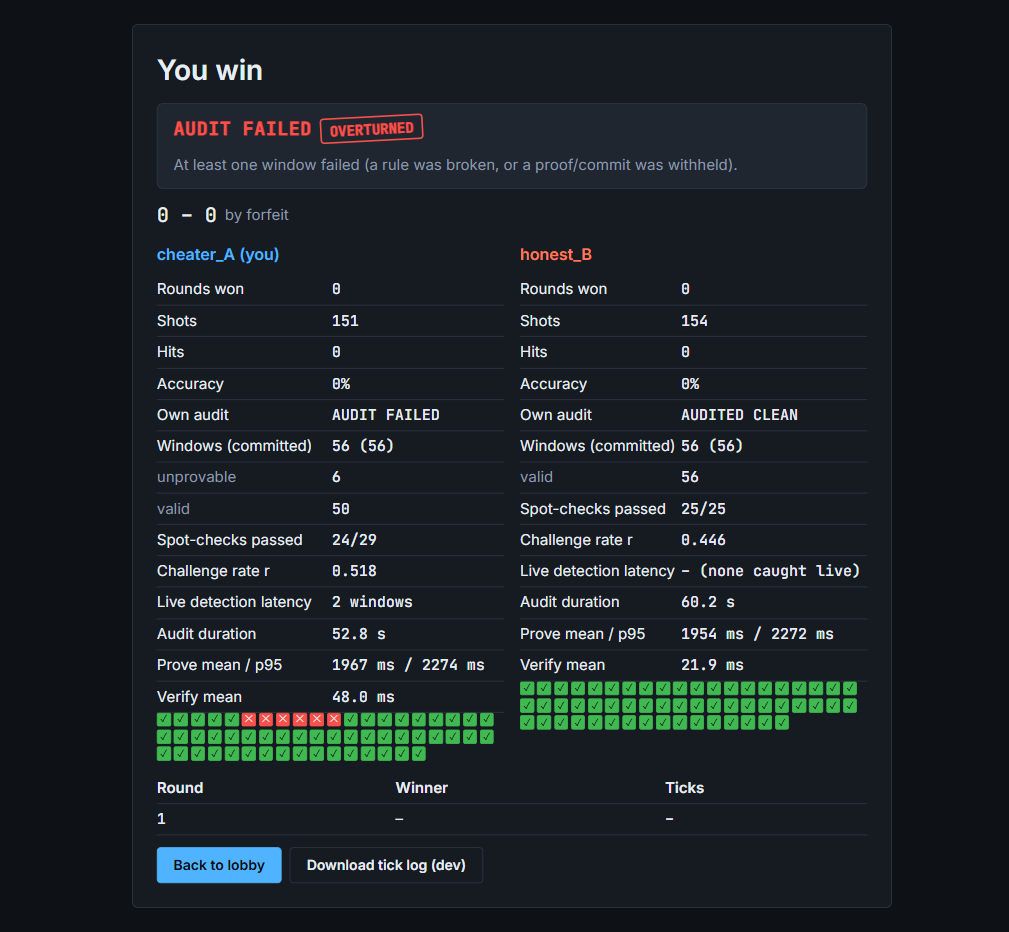 You win
AUDIT FAILED OVERTURNED
At least one window failed (a rule was broken, or a proof/commit was withheld).
0 – 0 by forfeit
cheater_A (you)
Rounds won 0
Shots 151
Hits 0
Accuracy 0%
Own audit AUDIT FAILED
Windows (committed) 56 (56)
unprovable 6
valid 50
Spot-checks passed 24/29
Challenge rate r 0.518
Live detection latency 2 windows
Audit duration 52.8 s
Prove mean / p95 1967 ms / 2274 ms
Verify mean 48.0 ms
honest_B
Rounds won 0
Shots 154
Hits 0
Accuracy 0%
Own audit AUDITED CLEAN
Windows (committed) 56 (56)
valid 56
Spot-checks passed 25/25
Challenge rate r 0.446
Live detection latency – (none caught live)
Audit duration 60.2 s
Prove mean / p95 1954 ms / 2272 ms
Verify mean 21.9 ms
Round Winner Ticks
1 – –
Back to lobby Download tick log (dev)